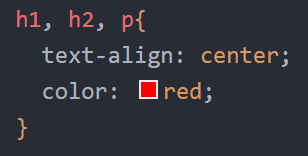 h1, h2, p{
  text-align: center;
  color: red;
}